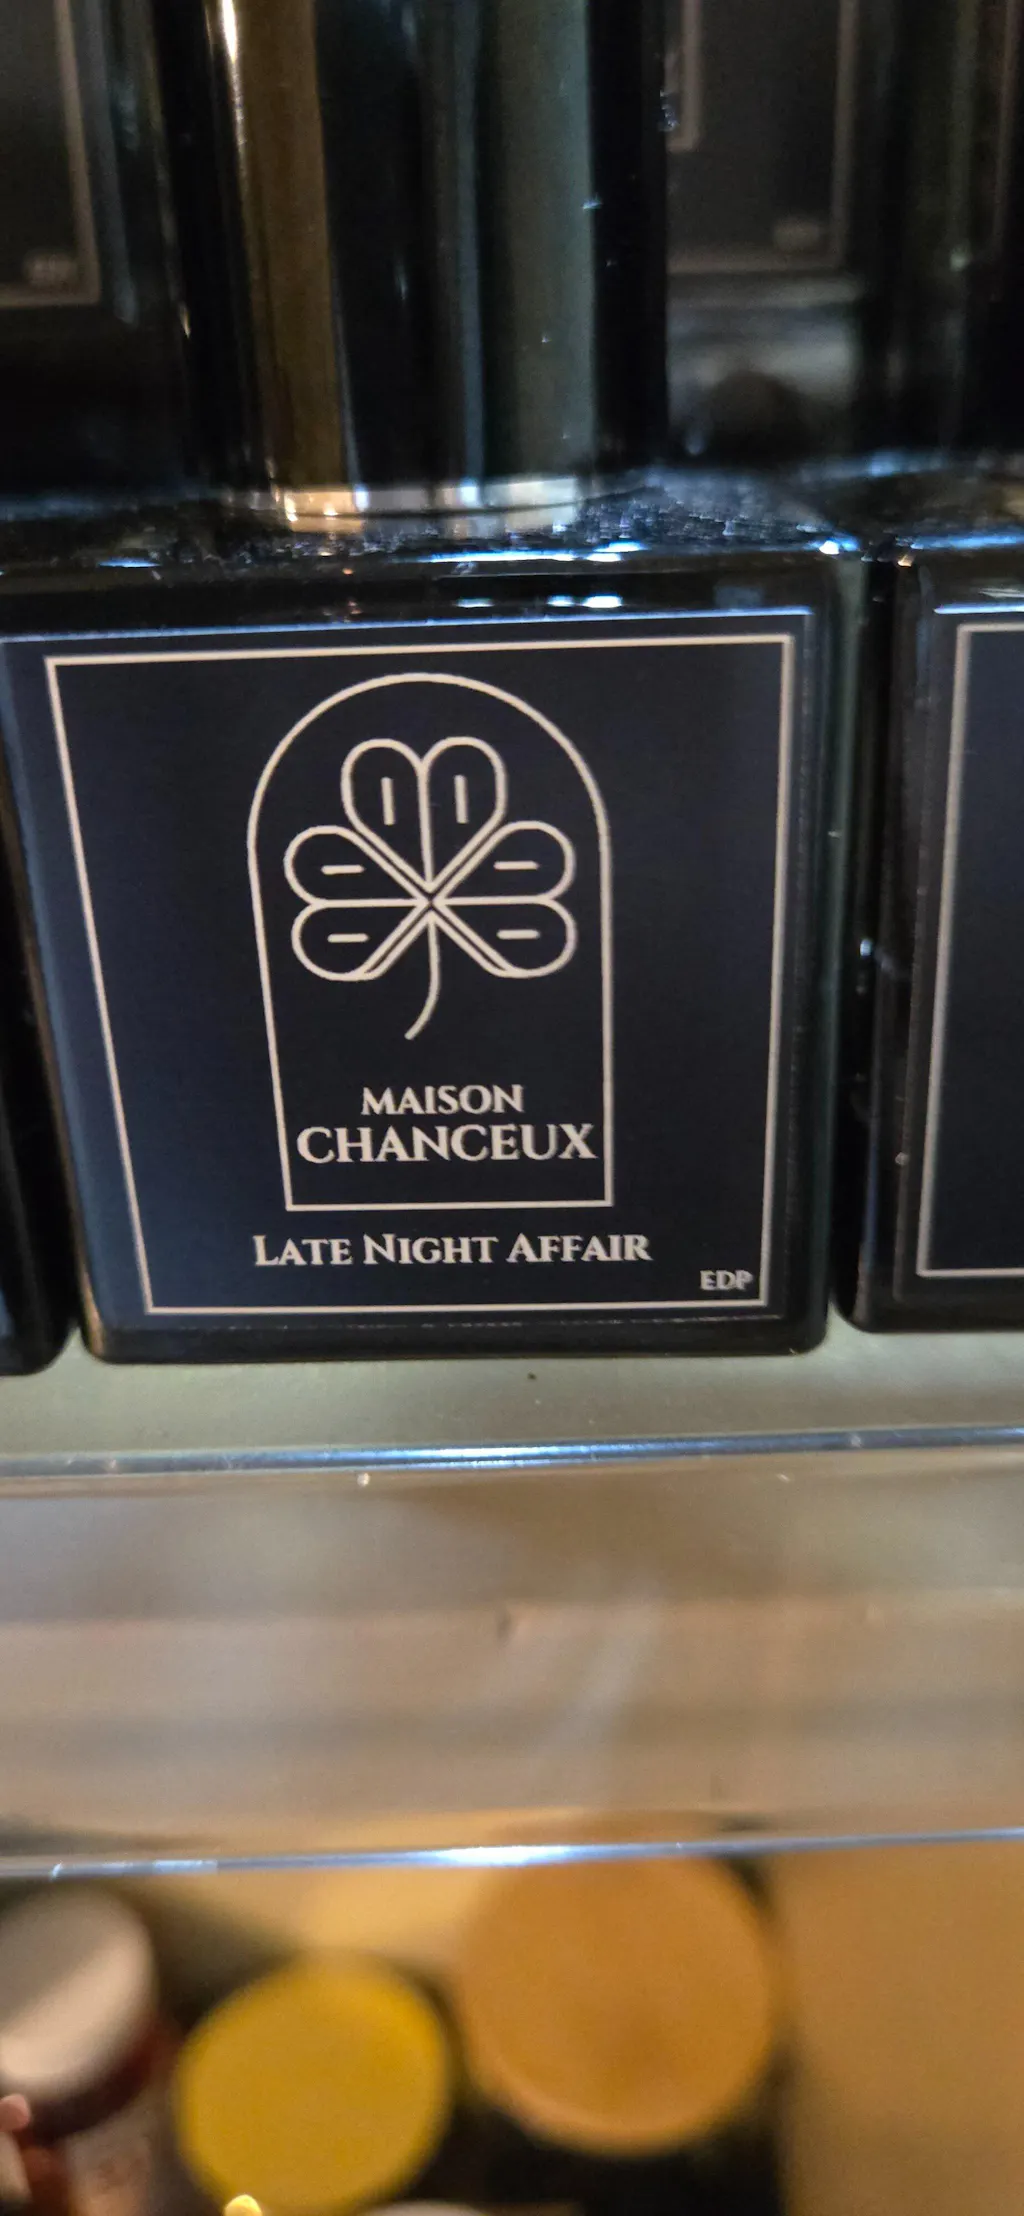 MAISON
CHANCEUX
LATE NIGHT AFFAIR
EDP